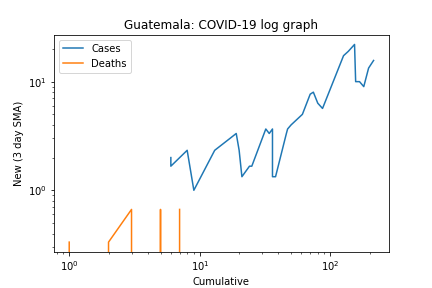 Guatemala: COVID-19 log graph
Cases
Deaths
New (3 day SMA)
10¹
10⁰
10⁰
10¹
10²
Cumulative